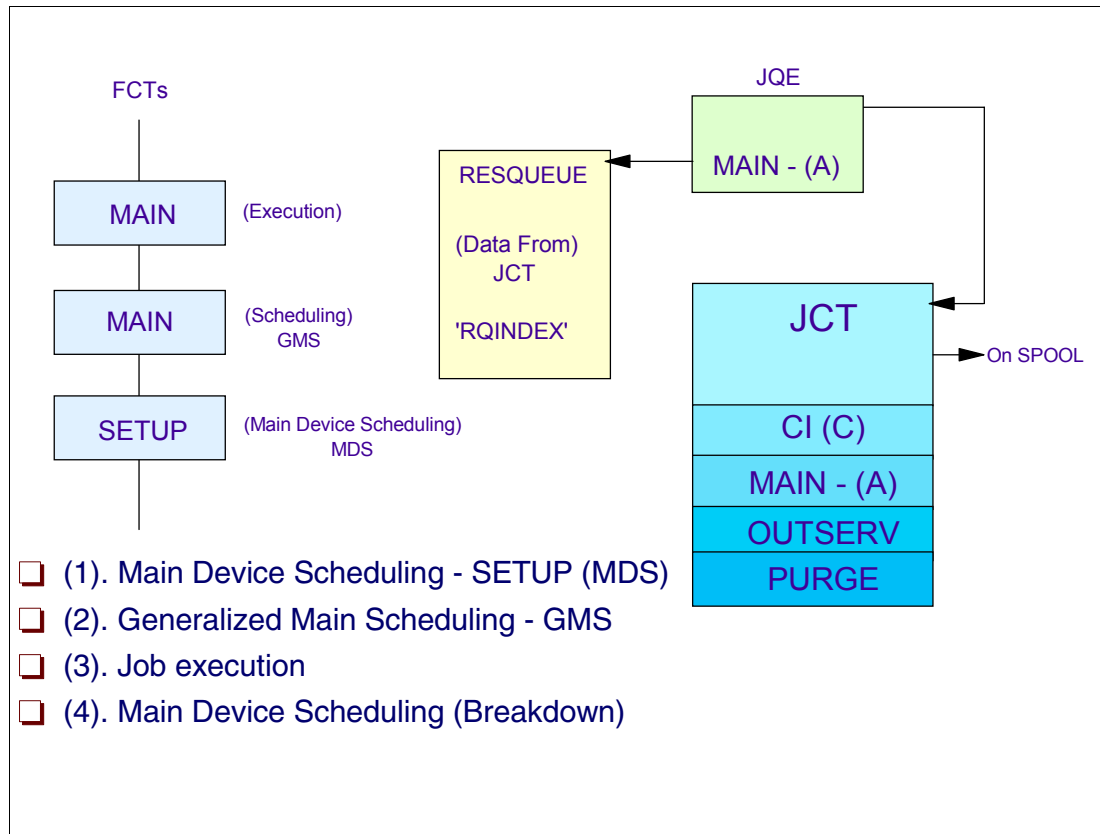 FCTs
MAIN
(Execution)
MAIN
(Scheduling)
GMS
SETUP
(Main Device Scheduling)
MDS
JQE
MAIN - (A)
RESQUEUE
(Data From)
JCT
'RQINDEX'
JCT
On SPOOL
CI (C)
MAIN - (A)
OUTSERV
PURGE
(1). Main Device Scheduling - SETUP (MDS)
(2). Generalized Main Scheduling - GMS
(3). Job execution
(4). Main Device Scheduling (Breakdown)